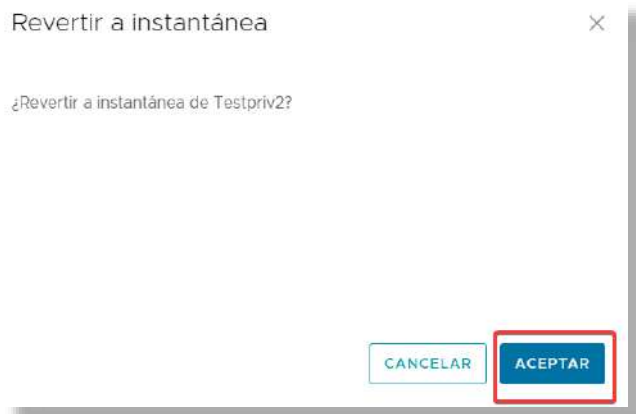 Revertir a instantánea
¿Revertir a instantánea de Testpriv2?
CANCELAR
ACEPTAR